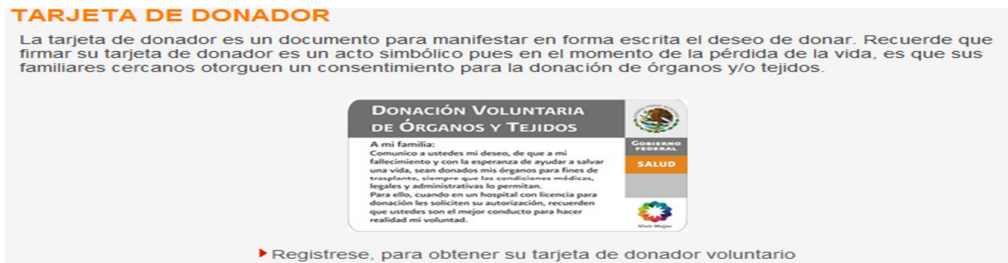 TARJETA DE DONADOR
La tarjeta de donador es un documento para manifestar en forma escrita el deseo de donar. Recuerde que
firmar su tarjeta de donador es un acto simbólico pues en el momento de la pérdida de la vida, es que sus
familiares cercanos otorguen un consentimiento para la donación de órganos y/o tejidos.
DONACIÓN VOLUNTARIA
DE ÓRGANOS Y TEJIDOS
A mi familia:
Comunico a ustedes mi deseo, de que a mi
fallecimiento y con la esperanza de ayudar a salvar
una vida, sean donados mis órganos para fines de
trasplante, siempre que las condiciones médicas,
legales y administrativas lo permitan.
Para ello, cuando en un hospital con licencia para
donación les soliciten su autorización, recuerden
que ustedes son el mejor conducto para hacer
realidad mi voluntad.
GOBIERNO
FEDERAL
SALUD
Vivir Mejor
Registrese, para obtener su tarjeta de donador voluntario